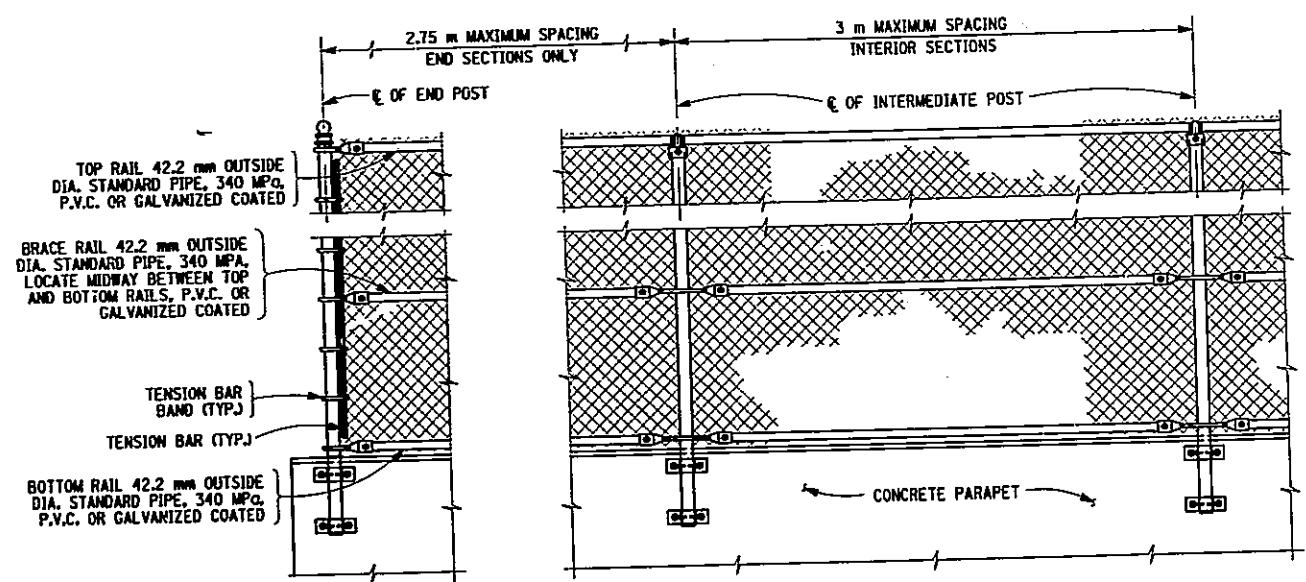 2.75 m MAXIMUM SPACING
END SECTIONS ONLY
3 m MAXIMUM SPACING
INTERIOR SECTIONS
℄ OF END POST
℄ OF INTERMEDIATE POST
TOP RAIL 42.2 mm OUTSIDE
DIA. STANDARD PIPE, 340 MPa,
P.V.C. OR GALVANIZED COATED
BRACE RAIL 42.2 mm OUTSIDE
DIA. STANDARD PIPE, 340 MPA,
LOCATE MIDWAY BETWEEN TOP
AND BOTTOM RAILS, P.V.C. OR
GALVANIZED COATED
TENSION BAR
BAND (TYP.)
TENSION BAR (TYP.)
BOTTOM RAIL 42.2 mm OUTSIDE
DIA. STANDARD PIPE, 340 MPa,
P.V.C. OR GALVANIZED COATED
CONCRETE PARAPET